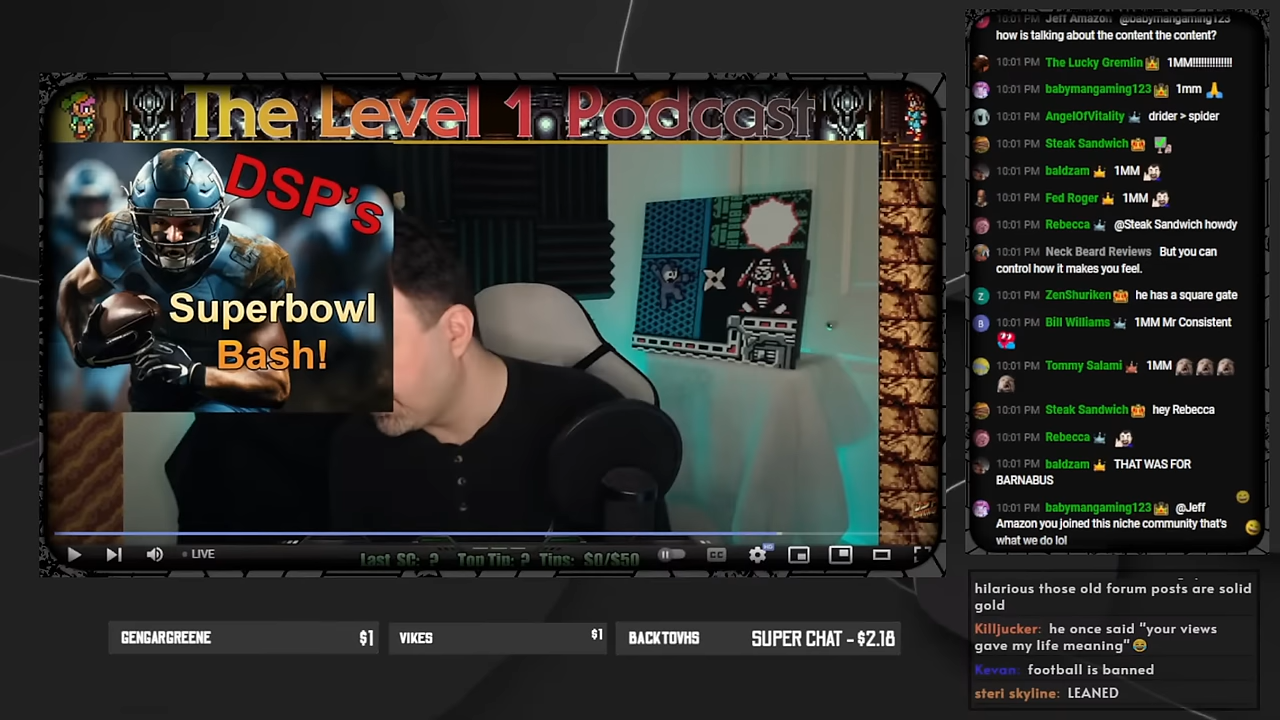 The Level 1 Podcast
DSP's
Superbowl
Bash!
LIVE
Last SC: ? Top Tip: ? Tips: $0/$50
CC
HD
GENGARGREENE $1
VIKES $1
BACKTOVHS SUPER CHAT - $2.18
10:01 PM Jeff Amazon @babymangaming123
how is talking about the content the content?
10:01 PM The Lucky Gremlin 1MM!!!!!!!!!!!!!!
10:01 PM babymangaming123 1mm
10:01 PM AngelOfVitality drider > spider
10:01 PM Steak Sandwich
10:01 PM baldzam 1MM
10:01 PM Fed Roger 1MM
10:01 PM Rebecca @Steak Sandwich howdy
10:01 PM Neck Beard Reviews But you can
control how it makes you feel.
Z 10:01 PM ZenShuriken he has a square gate
B 10:01 PM Bill Williams 1MM Mr Consistent
10:01 PM Tommy Salami 1MM
10:01 PM Steak Sandwich hey Rebecca
10:01 PM Rebecca
10:01 PM baldzam THAT WAS FOR
BARNABUS
10:01 PM babymangaming123 @Jeff
Amazon you joined this niche community that's
what we do lol
hilarious those old forum posts are solid
gold
Killjucker: he once said "your views
gave my life meaning"
Kevan: football is banned
steri skyline: LEANED